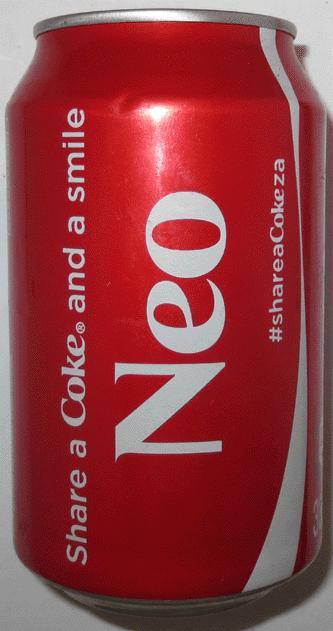 Share a Coke® and a smile
Neo
#shareaCokeza